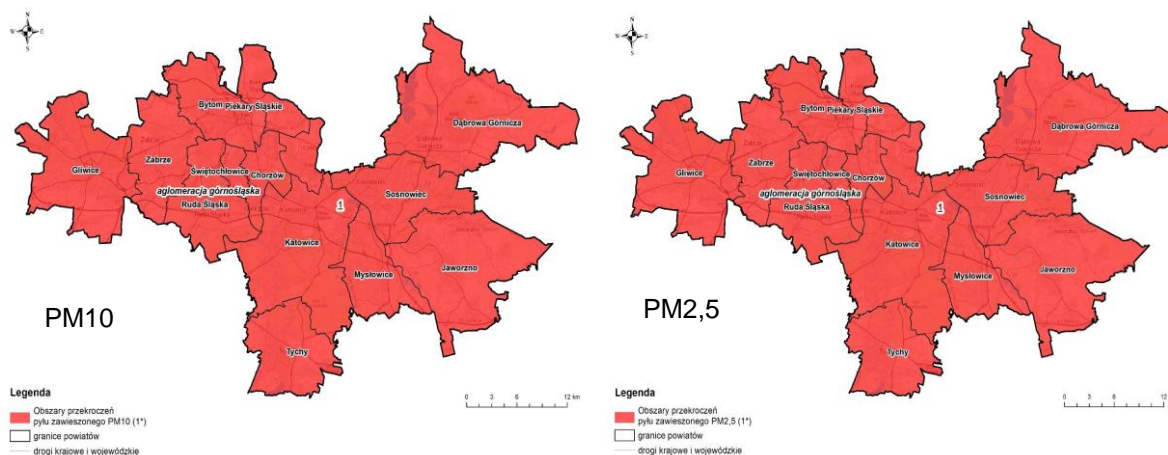 N
W E
S
Bytom
Piekary Śląskie
Dąbrowa Górnicza
Gliwice
Zabrze
Świętochłowice
Chorzów
aglomeracja górnośląska
Sosnowiec
Ruda Śląska
1
Katowice
Mysłowice
Jaworzno
PM10
Tychy
Legenda
Obszary przekroczeń
pyłu zawieszonego PM10 (1*)
granice powiatów
drogi krajowe i wojewódzkie
0 3 6 12 km
N
W E
S
Bytom
Piekary Śląskie
Dąbrowa Górnicza
Gliwice
Zabrze
Świętochłowice
Chorzów
aglomeracja górnośląska
Sosnowiec
Ruda Śląska
1
Katowice
Mysłowice
Jaworzno
PM2,5
Tychy
Legenda
Obszary przekroczeń
pyłu zawieszonego PM2,5 (1*)
granice powiatów
drogi krajowe i wojewódzkie
0 3 6 12